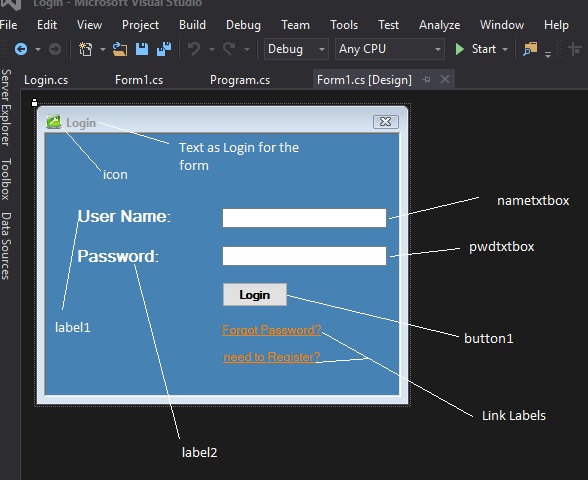 Login - Microsoft Visual Studio
File Edit View Project Build Debug Team Tools Test Analyze Window
Debug Any CPU Start
Login.cs Form1.cs Program.cs Form1.cs [Design]
Server Explorer
Toolbox
Data Sources
Login
Text as Login for the
form
icon
User Name:
nametxtbox
Password:
pwdtxtbox
Login
label1
Forgot Password?
button1
need to Register?
Link Labels
label2